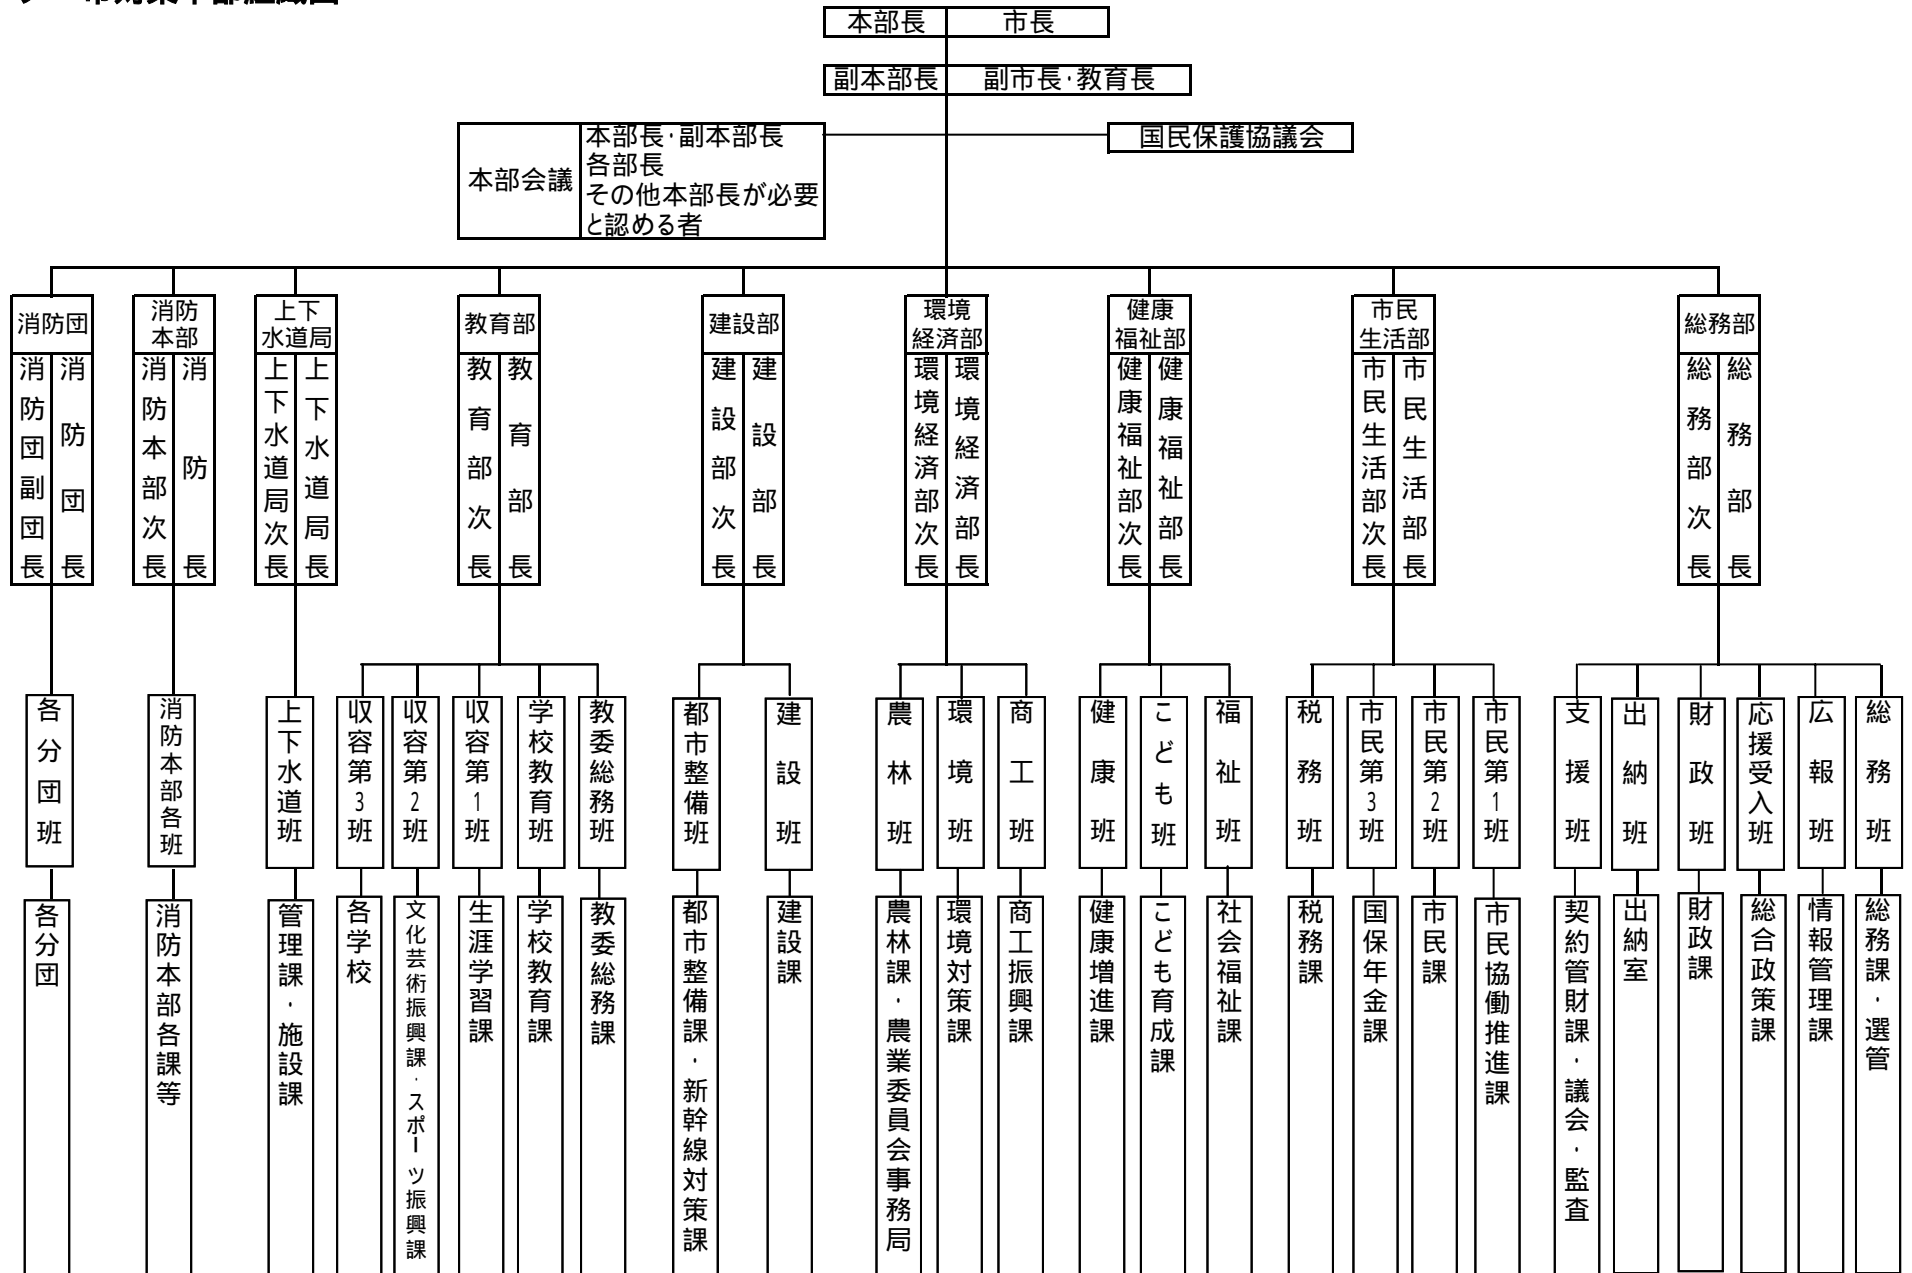 本部長 市長
副本部長 副市長・教育長
本部会議
本部長・副本部長
各部長
その他本部長が必要
と認める者
国民保護協議会
消防団
消防
本部
上下
水道局
教育部
建設部
環境
経済部
健康
福祉部
市民
生活部
総務部
消防団副団長
消防団長
消防本部次長
消防長
上下水道局次長
上下水道局長
教育部次長
教育部長
建設部次長
建設部長
環境経済部次長
環境経済部長
健康福祉部次長
健康福祉部長
市民生活部次長
市民生活部長
総務部次長
総務部長
各分団班
消防本部各班
上下水道班
収容第3班
収容第2班
収容第1班
学校教育班
教委総務班
都市整備班
建設班
農林班
環境班
商工班
健康班
こども班
福祉班
税務班
市民第3班
市民第2班
市民第1班
支援班
出納班
財政班
応援受入班
広報班
総務班
各分団
消防本部各課等
管理課・施設課
各学校
文化芸術振興課・スポーツ振興課
生涯学習課
学校教育課
教委総務課
都市整備課・新幹線対策課
建設課
農林課・農業委員会事務局
環境対策課
商工振興課
健康増進課
こども育成課
社会福祉課
税務課
国保年金課
市民課
市民協働推進課
契約管財課・議会・監査
出納室
財政課
総合政策課
情報管理課
総務課・選管